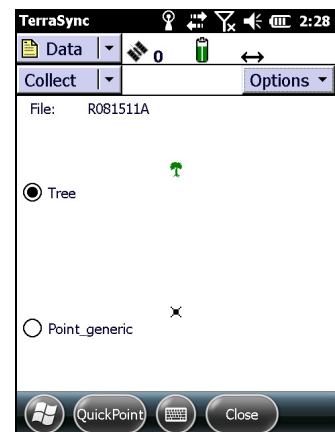 TerraSync 2:28
Data 0
Collect Options
File: R081511A
Tree
Point_generic
QuickPoint Close